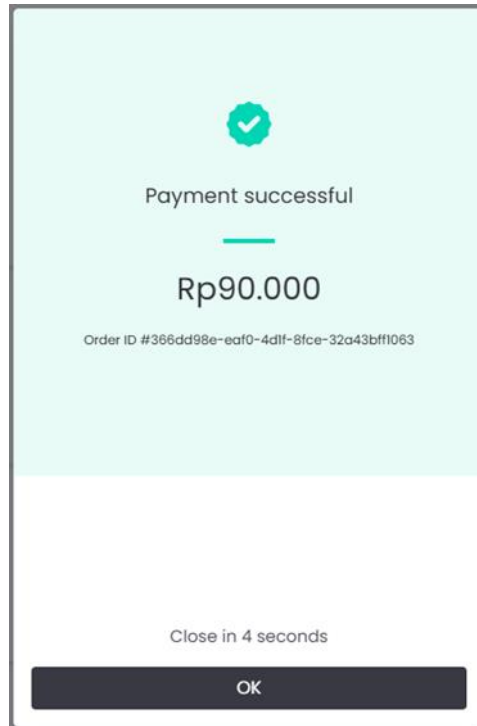 Payment successful
Rp90.000
Order ID #366dd98e-eaf0-4d1f-8fce-32a43bff1063
Close in 4 seconds
OK